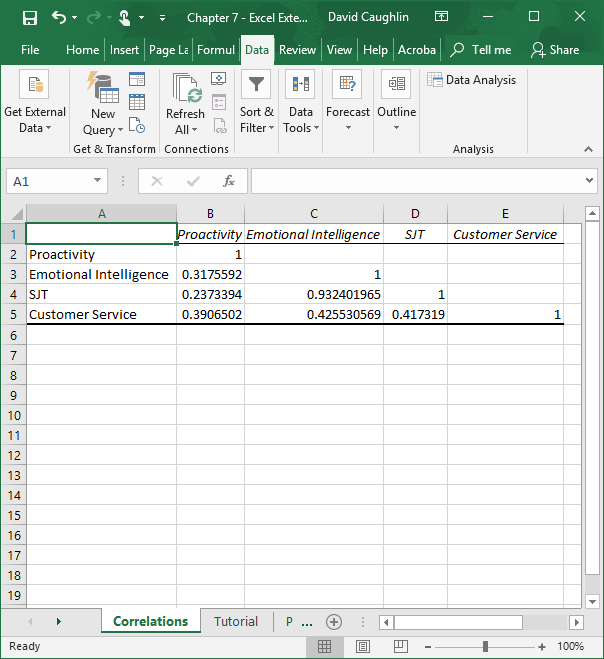 Chapter 7 - Excel Exte... David Caughlin
File Home Insert Page La Formul Data Review View Help Acroba Tell me Share
Get External Data
New Query
Refresh All
Sort & Filter
Data Tools
Forecast
Outline
Data Analysis
Get & Transform Connections Analysis
A1 fx
A B C D E
1 Proactivity Emotional Intelligence SJT Customer Service
2 Proactivity 1
3 Emotional Intelligence 0.3175592 1
4 SJT 0.2373394 0.932401965 1
5 Customer Service 0.3906502 0.425530569 0.417319 1
6
7
8
9
10
11
12
13
14
15
16
17
18
19
Correlations Tutorial P ...
Ready 100%